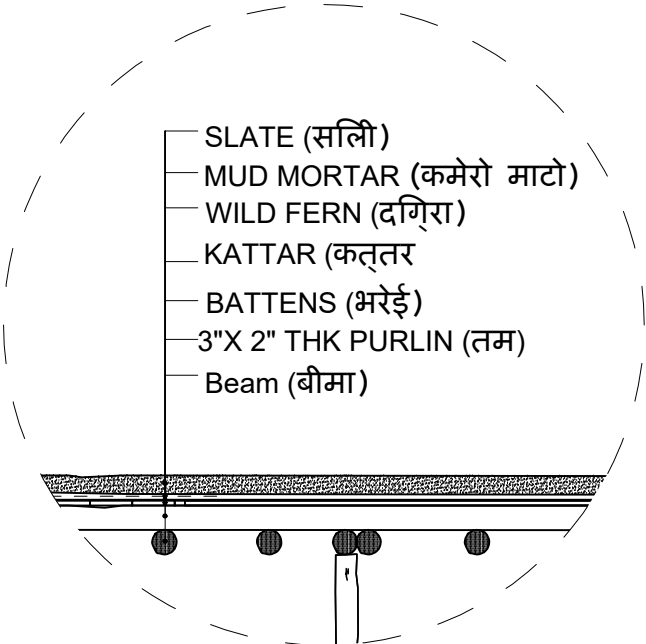 SLATE (सलिी)
MUD MORTAR (कमेरो माटो)
WILD FERN (दगि्रा)
KATTAR (कत्तर
BATTENS (भरेई)
3"X 2" THK PURLIN (तम)
Beam (बीमा)